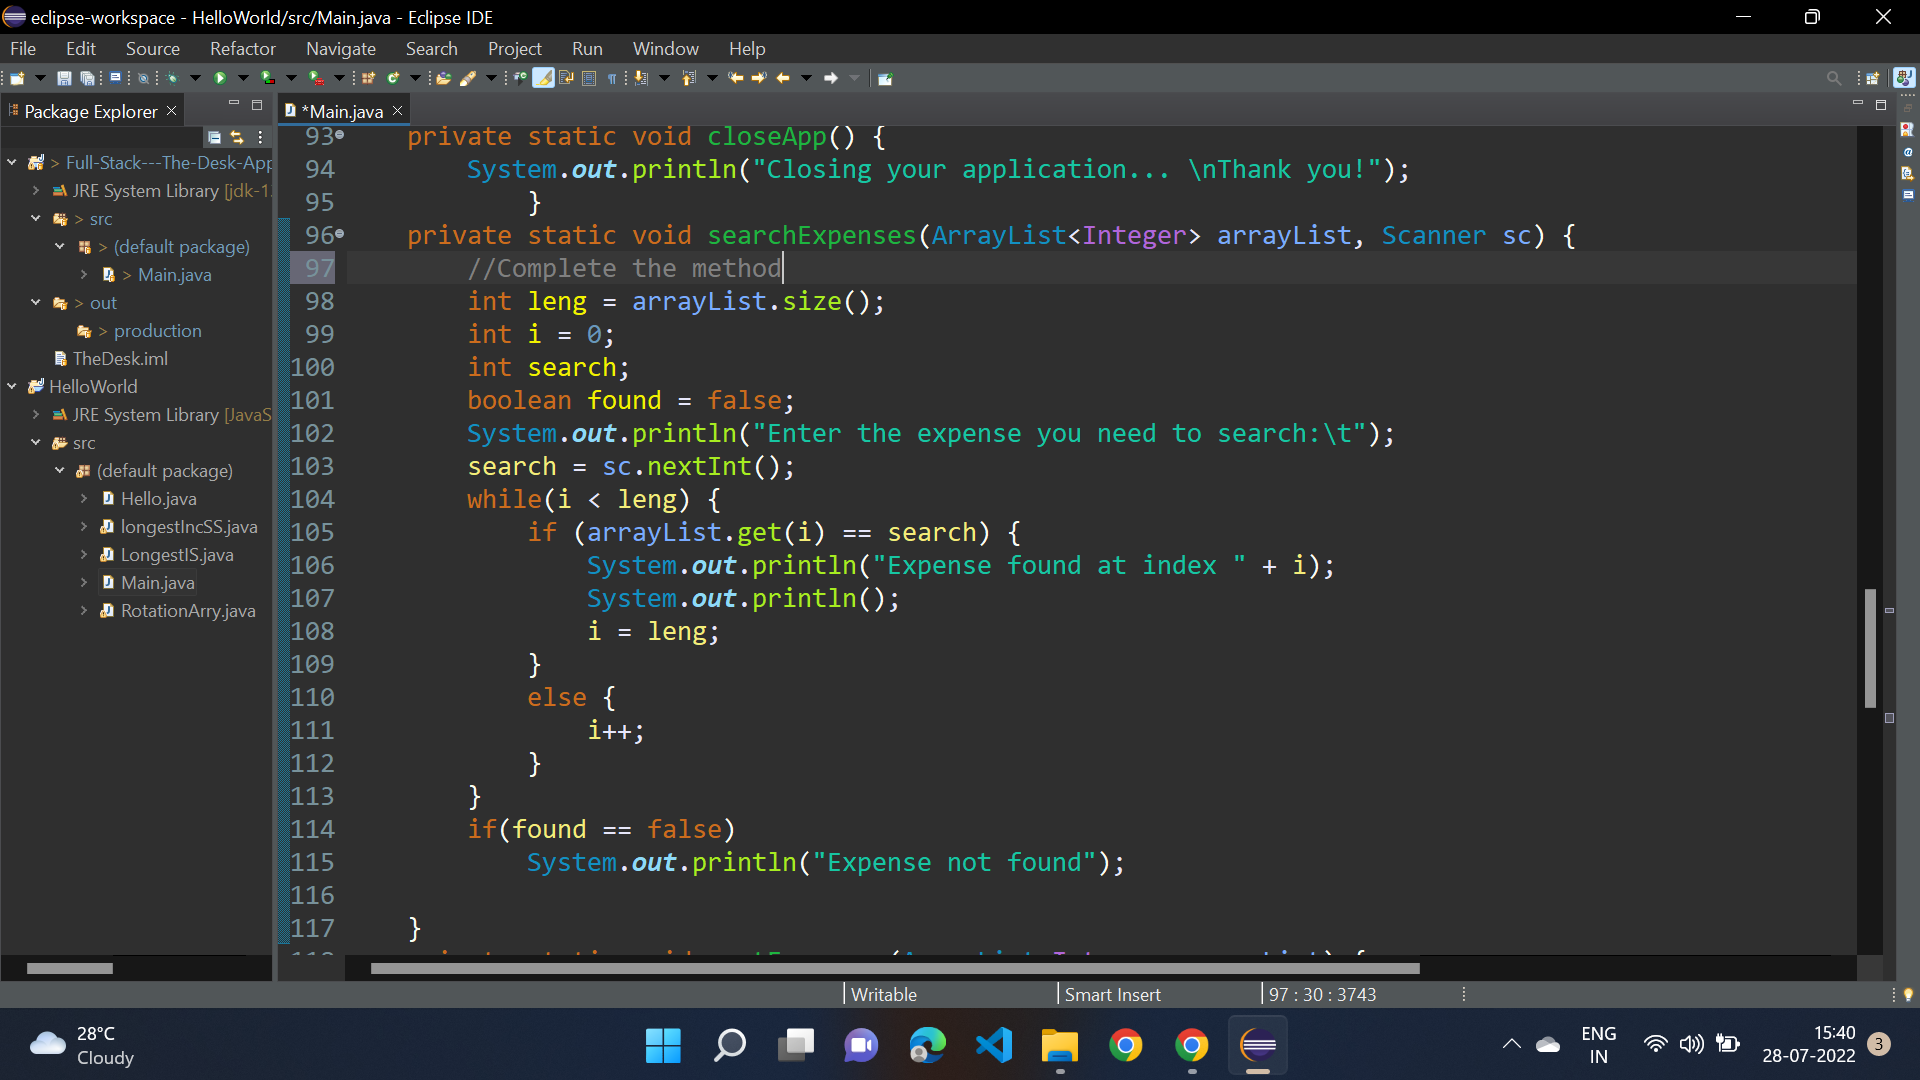 eclipse-workspace - HelloWorld/src/Main.java - Eclipse IDE
File Edit Source Refactor Navigate Search Project Run Window Help
Package Explorer
*Main.java
> Full-Stack---The-Desk-App
JRE System Library [jdk-1
> src
> (default package)
> Main.java
> out
> production
TheDesk.iml
HelloWorld
JRE System Library [JavaS
src
(default package)
Hello.java
longestIncSS.java
LongestIS.java
Main.java
RotationArry.java
93 private static void closeApp() {
94 System.out.println("Closing your application... \nThank you!");
95 }
96 private static void searchExpenses(ArrayList<Integer> arrayList, Scanner sc) {
97 //Complete the method
98 int leng = arrayList.size();
99 int i = 0;
100 int search;
101 boolean found = false;
102 System.out.println("Enter the expense you need to search:\t");
103 search = sc.nextInt();
104 while(i < leng) {
105 if (arrayList.get(i) == search) {
106 System.out.println("Expense found at index " + i);
107 System.out.println();
108 i = leng;
109 }
110 else {
111 i++;
112 }
113 }
114 if(found == false)
115 System.out.println("Expense not found");
116
117 }
Writable Smart Insert 97 : 30 : 3743
28°C
Cloudy
ENG
IN
15:40
28-07-2022
3